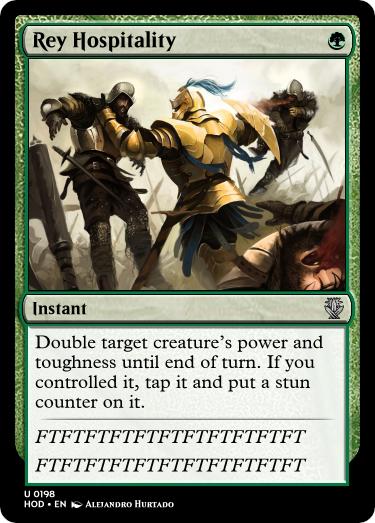 Rey Hospitality
Instant
Double target creature's power and
toughness until end of turn. If you
controlled it, tap it and put a stun
counter on it.
FTFTFTFTFTFTFTFTFTFTFT
FTFTFTFTFTFTFTFTFTFTFT
U 0198
HOD • EN Alejandro Hurtado